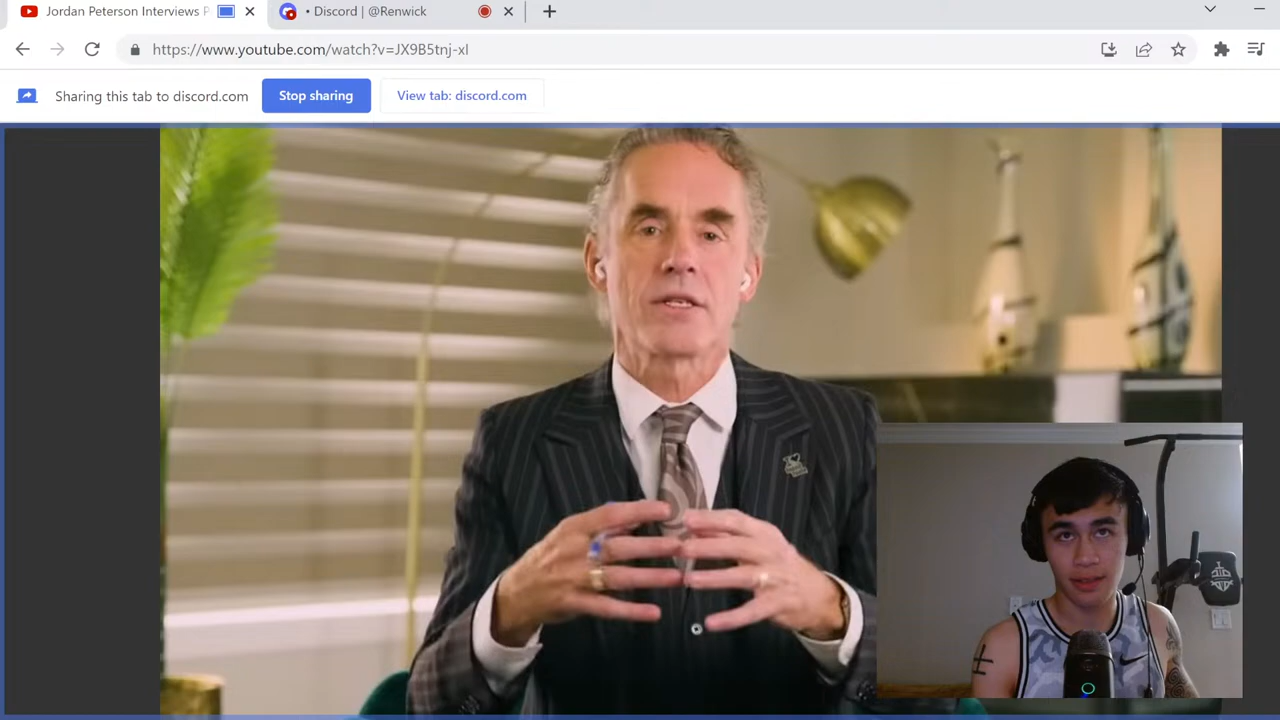 Jordan Peterson Interviews P
• Discord | @Renwick
https://www.youtube.com/watch?v=JX9B5tnj-xI
Sharing this tab to discord.com
Stop sharing
View tab: discord.com